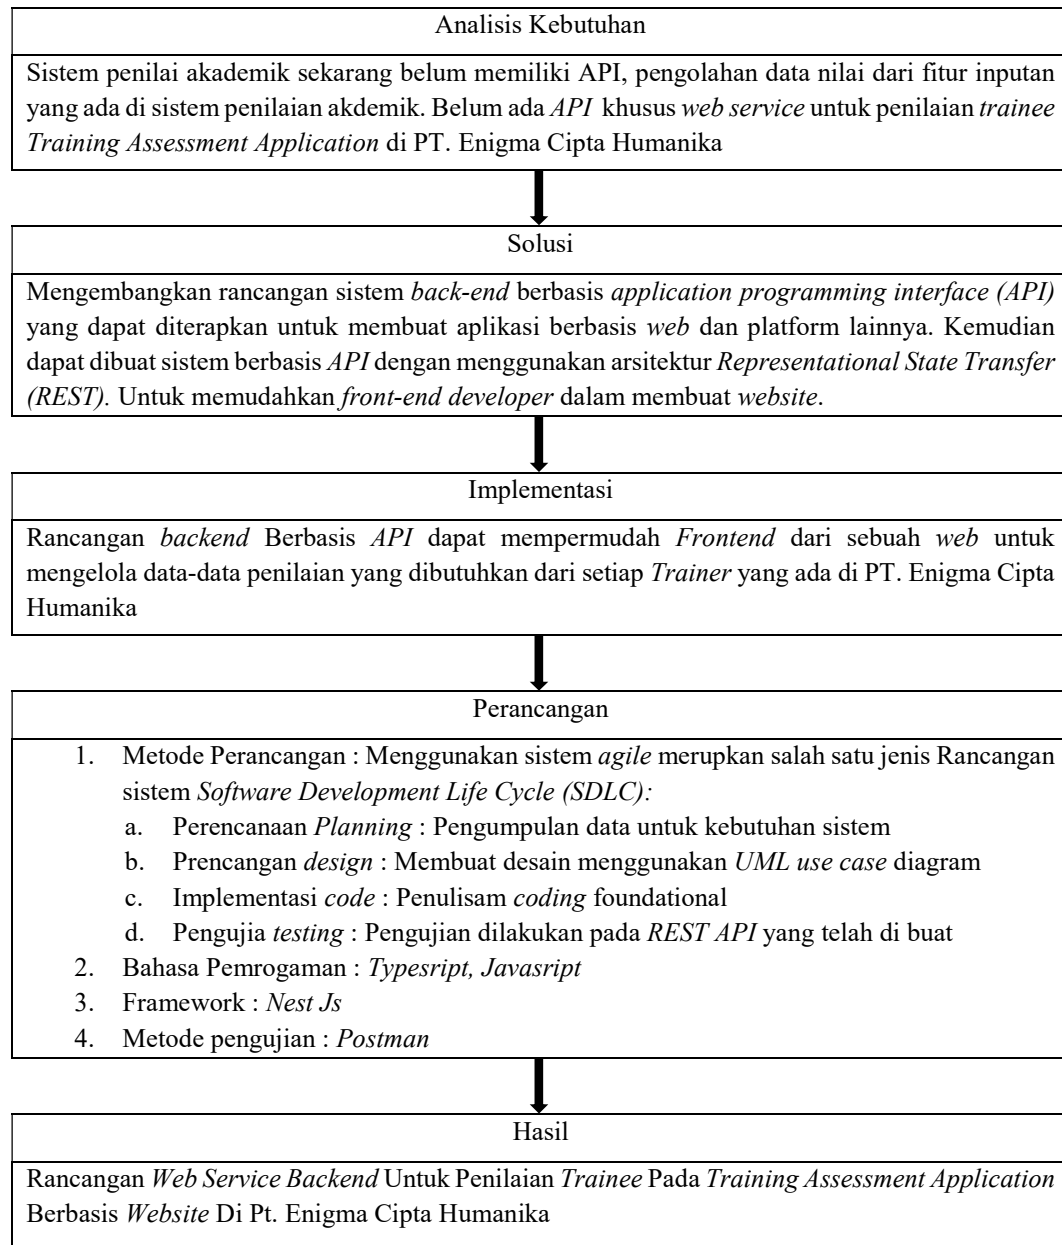 Analisis Kebutuhan
Sistem penilai akademik sekarang belum memiliki API, pengolahan data nilai dari fitur inputan
yang ada di sistem penilaian akdemik. Belum ada API khusus web service untuk penilaian trainee
Training Assessment Application di PT. Enigma Cipta Humanika
Solusi
Mengembangkan rancangan sistem back-end berbasis application programming interface (API)
yang dapat diterapkan untuk membuat aplikasi berbasis web dan platform lainnya. Kemudian
dapat dibuat sistem berbasis API dengan menggunakan arsitektur Representational State Transfer
(REST). Untuk memudahkan front-end developer dalam membuat website.
Implementasi
Rancangan backend Berbasis API dapat mempermudah Frontend dari sebuah web untuk
mengelola data-data penilaian yang dibutuhkan dari setiap Trainer yang ada di PT. Enigma Cipta
Humanika
Perancangan
1. Metode Perancangan : Menggunakan sistem agile merupkan salah satu jenis Rancangan
sistem Software Development Life Cycle (SDLC):
a. Perencanaan Planning : Pengumpulan data untuk kebutuhan sistem
b. Prencangan design : Membuat desain menggunakan UML use case diagram
c. Implementasi code : Penulisam coding foundational
d. Pengujia testing : Pengujian dilakukan pada REST API yang telah di buat
2. Bahasa Pemrogaman : Typesript, Javasript
3. Framework : Nest Js
4. Metode pengujian : Postman
Hasil
Rancangan Web Service Backend Untuk Penilaian Trainee Pada Training Assessment Application
Berbasis Website Di Pt. Enigma Cipta Humanika